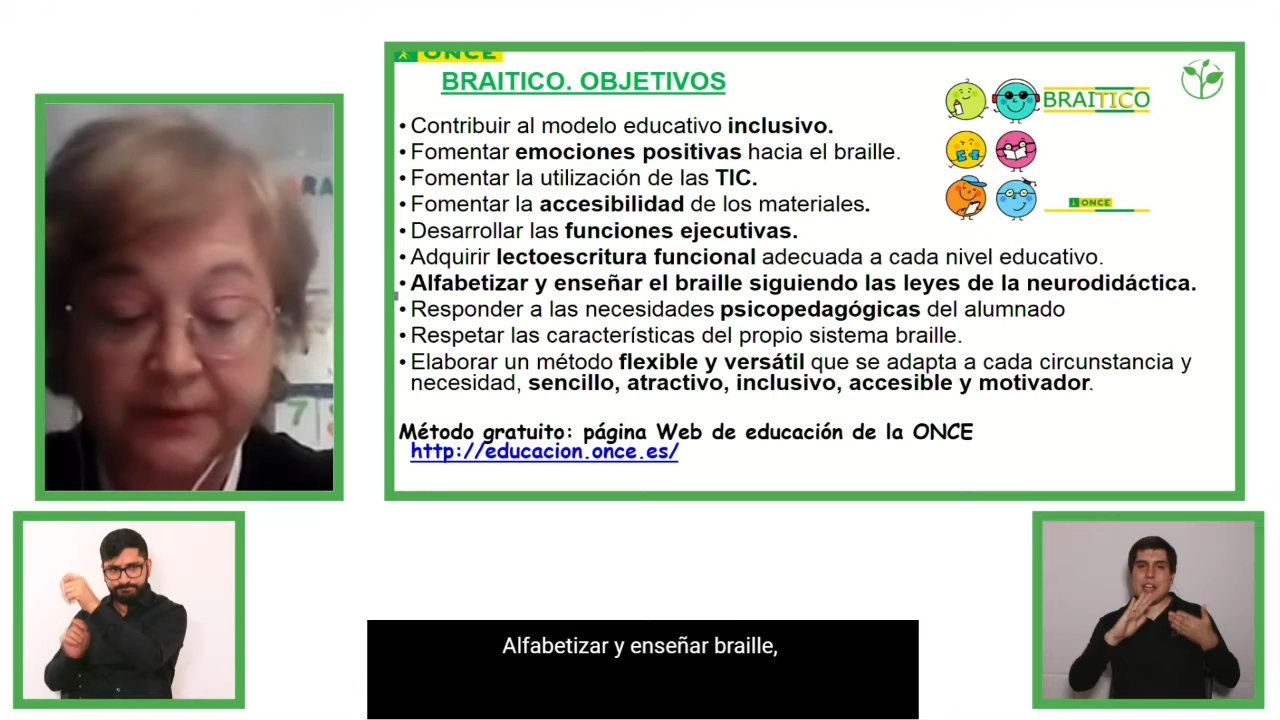 ONCE
BRAITICO. OBJETIVOS
BRAITICO
• Contribuir al modelo educativo inclusivo.
• Fomentar emociones positivas hacia el braille.
• Fomentar la utilización de las TIC.
• Fomentar la accesibilidad de los materiales.
ONCE
• Desarrollar las funciones ejecutivas.
• Adquirir lectoescritura funcional adecuada a cada nivel educativo.
• Alfabetizar y enseñar el braille siguiendo las leyes de la neurodidáctica.
• Responder a las necesidades psicopedagógicas del alumnado
• Respetar las características del propio sistema braille.
• Elaborar un método flexible y versátil que se adapta a cada circunstancia y
necesidad, sencillo, atractivo, inclusivo, accesible y motivador.
Método gratuito: página Web de educación de la ONCE
http://educacion.once.es/
7
Alfabetizar y enseñar braille,